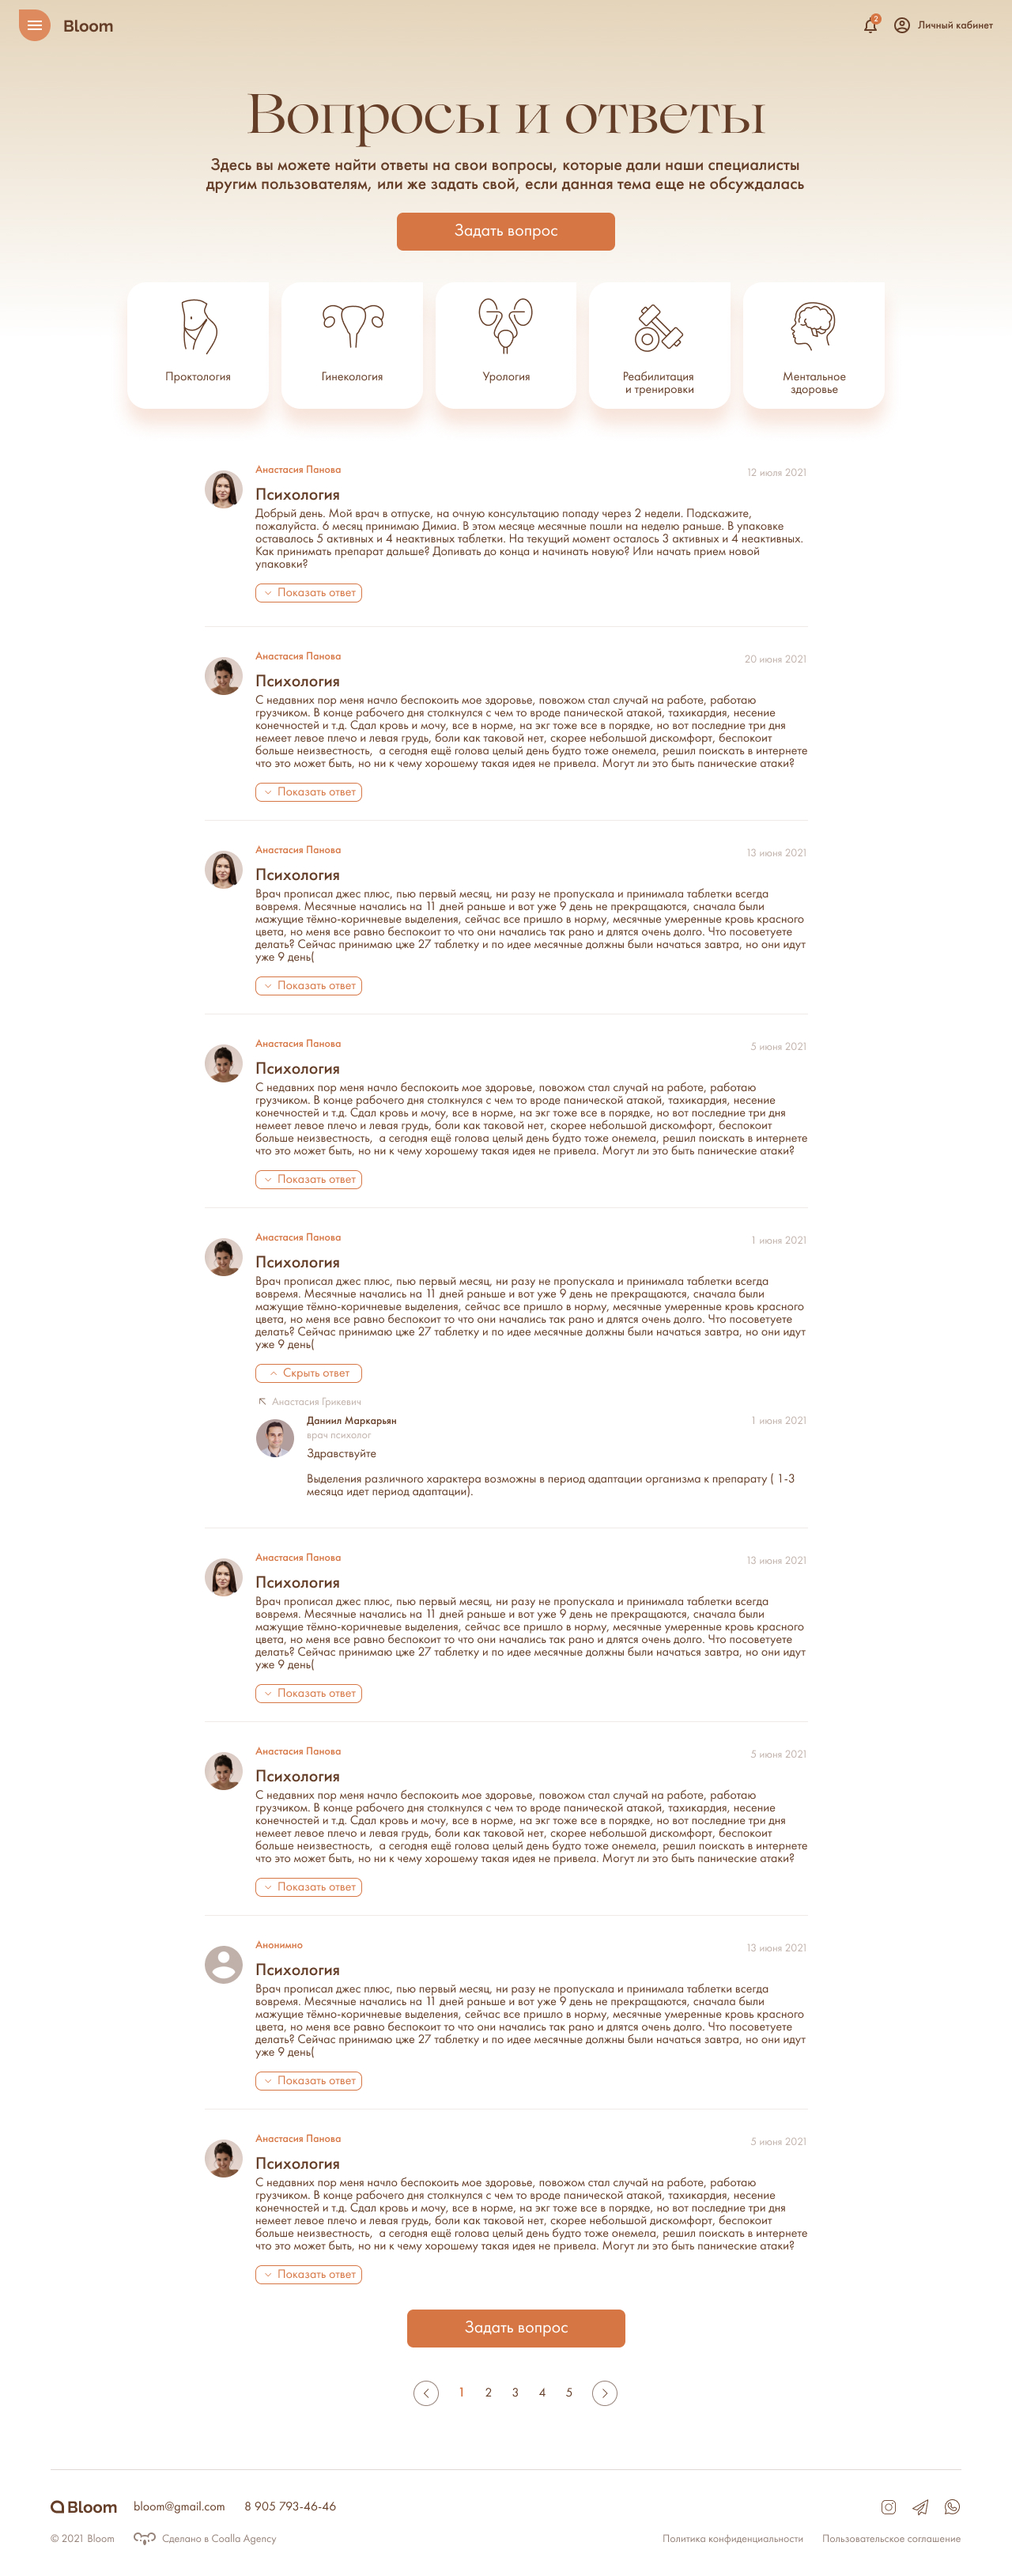 Bloom
2
Личный кабинет
Вопросы и ответы
Здесь вы можете найти ответы на свои вопросы, которые дали наши специалисты
другим пользователям, или же задать свой, если данная тема еще не обсуждалась
Задать вопрос
Проктология
Гинекология
Урология
Реабилитация
и тренировки
Ментальное
здоровье
Анастасия Панова
12 июля 2021
Психология
Добрый день. Мой врач в отпуске, на очную консультацию попаду через 2 недели. Подскажите,
пожалуйста. 6 месяц принимаю Димиа. В этом месяце месячные пошли на неделю раньше. В упаковке
оставалось 5 активных и 4 неактивных таблетки. На текущий момент осталось 3 активных и 4 неактивных.
Как принимать препарат дальше? Допивать до конца и начинать новую? Или начать прием новой
упаковки?
Показать ответ
Анастасия Панова
20 июня 2021
Психология
С недавних пор меня начло беспокоить мое здоровье, повожом стал случай на работе, работаю
грузчиком. В конце рабочего дня столкнулся с чем то вроде панической атакой, тахикардия, несение
конечностей и т.д. Сдал кровь и мочу, все в норме, на экг тоже все в порядке, но вот последние три дня
немеет левое плечо и левая грудь, боли как таковой нет, скорее небольшой дискомфорт, беспокоит
больше неизвестность,  а сегодня ещё голова целый день будто тоже онемела, решил поискать в интернете
что это может быть, но ни к чему хорошему такая идея не привела. Могут ли это быть панические атаки?
Показать ответ
Анастасия Панова
13 июня 2021
Психология
Врач прописал джес плюс, пью первый месяц, ни разу не пропускала и принимала таблетки всегда
вовремя. Месячные начались на 11 дней раньше и вот уже 9 день не прекращаются, сначала были
мажущие тёмно-коричневые выделения, сейчас все пришло в норму, месячные умеренные кровь красного
цвета, но меня все равно беспокоит то что они начались так рано и длятся очень долго. Что посоветуете
делать? Сейчас принимаю цже 27 таблетку и по идее месячные должны были начаться завтра, но они идут
уже 9 день(
Показать ответ
Анастасия Панова
5 июня 2021
Психология
С недавних пор меня начло беспокоить мое здоровье, повожом стал случай на работе, работаю
грузчиком. В конце рабочего дня столкнулся с чем то вроде панической атакой, тахикардия, несение
конечностей и т.д. Сдал кровь и мочу, все в норме, на экг тоже все в порядке, но вот последние три дня
немеет левое плечо и левая грудь, боли как таковой нет, скорее небольшой дискомфорт, беспокоит
больше неизвестность,  а сегодня ещё голова целый день будто тоже онемела, решил поискать в интернете
что это может быть, но ни к чему хорошему такая идея не привела. Могут ли это быть панические атаки?
Показать ответ
Анастасия Панова
1 июня 2021
Психология
Врач прописал джес плюс, пью первый месяц, ни разу не пропускала и принимала таблетки всегда
вовремя. Месячные начались на 11 дней раньше и вот уже 9 день не прекращаются, сначала были
мажущие тёмно-коричневые выделения, сейчас все пришло в норму, месячные умеренные кровь красного
цвета, но меня все равно беспокоит то что они начались так рано и длятся очень долго. Что посоветуете
делать? Сейчас принимаю цже 27 таблетку и по идее месячные должны были начаться завтра, но они идут
уже 9 день(
Скрыть ответ
Анастасия Грикевич
Даниил Маркарьян
1 июня 2021
врач психолог
Здравствуйте
Выделения различного характера возможны в период адаптации организма к препарату ( 1-3
месяца идет период адаптации).
Анастасия Панова
13 июня 2021
Психология
Врач прописал джес плюс, пью первый месяц, ни разу не пропускала и принимала таблетки всегда
вовремя. Месячные начались на 11 дней раньше и вот уже 9 день не прекращаются, сначала были
мажущие тёмно-коричневые выделения, сейчас все пришло в норму, месячные умеренные кровь красного
цвета, но меня все равно беспокоит то что они начались так рано и длятся очень долго. Что посоветуете
делать? Сейчас принимаю цже 27 таблетку и по идее месячные должны были начаться завтра, но они идут
уже 9 день(
Показать ответ
Анастасия Панова
5 июня 2021
Психология
С недавних пор меня начло беспокоить мое здоровье, повожом стал случай на работе, работаю
грузчиком. В конце рабочего дня столкнулся с чем то вроде панической атакой, тахикардия, несение
конечностей и т.д. Сдал кровь и мочу, все в норме, на экг тоже все в порядке, но вот последние три дня
немеет левое плечо и левая грудь, боли как таковой нет, скорее небольшой дискомфорт, беспокоит
больше неизвестность,  а сегодня ещё голова целый день будто тоже онемела, решил поискать в интернете
что это может быть, но ни к чему хорошему такая идея не привела. Могут ли это быть панические атаки?
Показать ответ
Анонимно
13 июня 2021
Психология
Врач прописал джес плюс, пью первый месяц, ни разу не пропускала и принимала таблетки всегда
вовремя. Месячные начались на 11 дней раньше и вот уже 9 день не прекращаются, сначала были
мажущие тёмно-коричневые выделения, сейчас все пришло в норму, месячные умеренные кровь красного
цвета, но меня все равно беспокоит то что они начались так рано и длятся очень долго. Что посоветуете
делать? Сейчас принимаю цже 27 таблетку и по идее месячные должны были начаться завтра, но они идут
уже 9 день(
Показать ответ
Анастасия Панова
5 июня 2021
Психология
С недавних пор меня начло беспокоить мое здоровье, повожом стал случай на работе, работаю
грузчиком. В конце рабочего дня столкнулся с чем то вроде панической атакой, тахикардия, несение
конечностей и т.д. Сдал кровь и мочу, все в норме, на экг тоже все в порядке, но вот последние три дня
немеет левое плечо и левая грудь, боли как таковой нет, скорее небольшой дискомфорт, беспокоит
больше неизвестность,  а сегодня ещё голова целый день будто тоже онемела, решил поискать в интернете
что это может быть, но ни к чему хорошему такая идея не привела. Могут ли это быть панические атаки?
Показать ответ
Задать вопрос
1 2 3 4 5
Bloom
bloom@gmail.com
8 905 793-46-46
© 2021 Bloom
Сделано в Coalla Agency
Политика конфиденциальности
Пользовательское соглашение